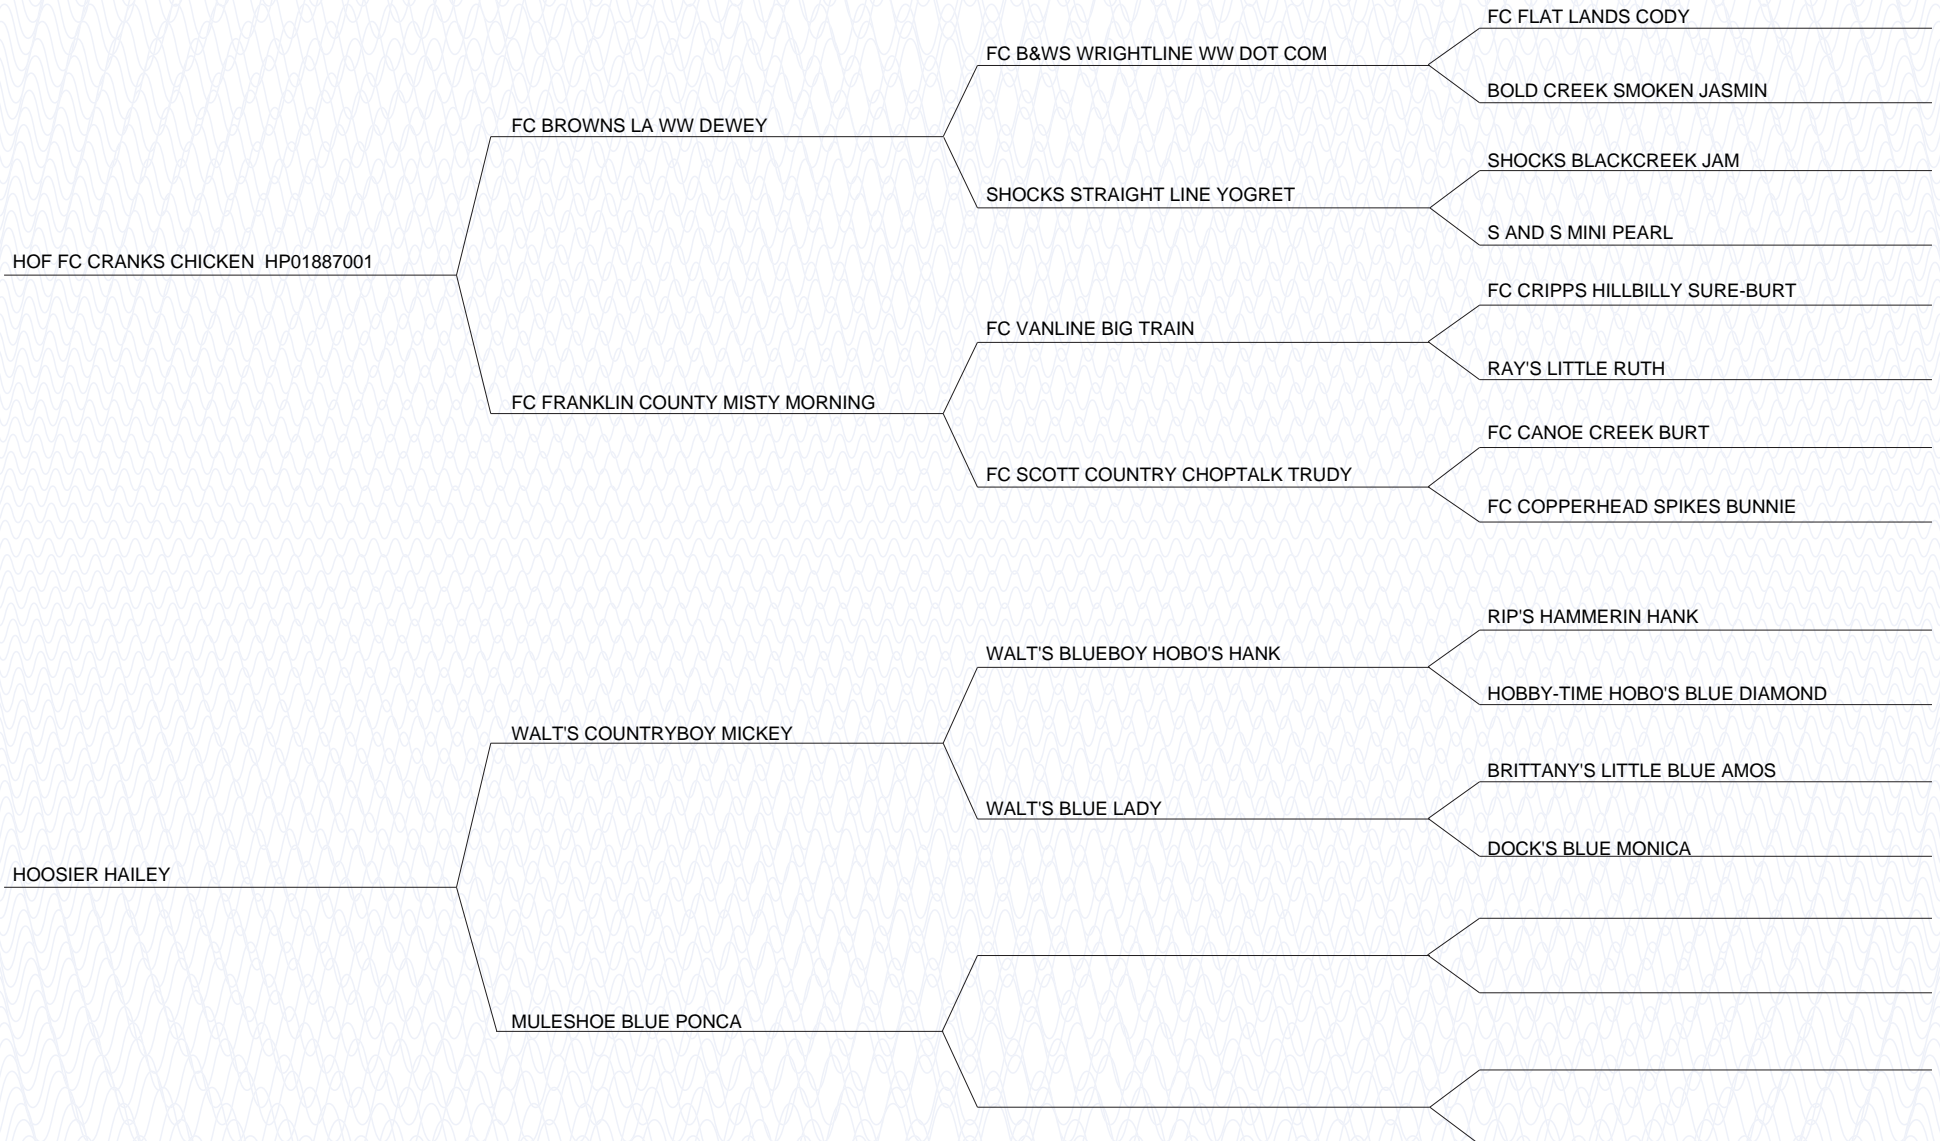 FC FLAT LANDS CODY
FC B&WS WRIGHTLINE WW DOT COM
BOLD CREEK SMOKEN JASMIN
FC BROWNS LA WW DEWEY
SHOCKS BLACKCREEK JAM
SHOCKS STRAIGHT LINE YOGRET
S AND S MINI PEARL
HOF FC CRANKS CHICKEN  HP01887001
FC CRIPPS HILLBILLY SURE-BURT
FC VANLINE BIG TRAIN
RAY'S LITTLE RUTH
FC FRANKLIN COUNTY MISTY MORNING
FC CANOE CREEK BURT
FC SCOTT COUNTRY CHOPTALK TRUDY
FC COPPERHEAD SPIKES BUNNIE
RIP'S HAMMERIN HANK
WALT'S BLUEBOY HOBO'S HANK
HOBBY-TIME HOBO'S BLUE DIAMOND
WALT'S COUNTRYBOY MICKEY
BRITTANY'S LITTLE BLUE AMOS
WALT'S BLUE LADY
DOCK'S BLUE MONICA
HOOSIER HAILEY
MULESHOE BLUE PONCA